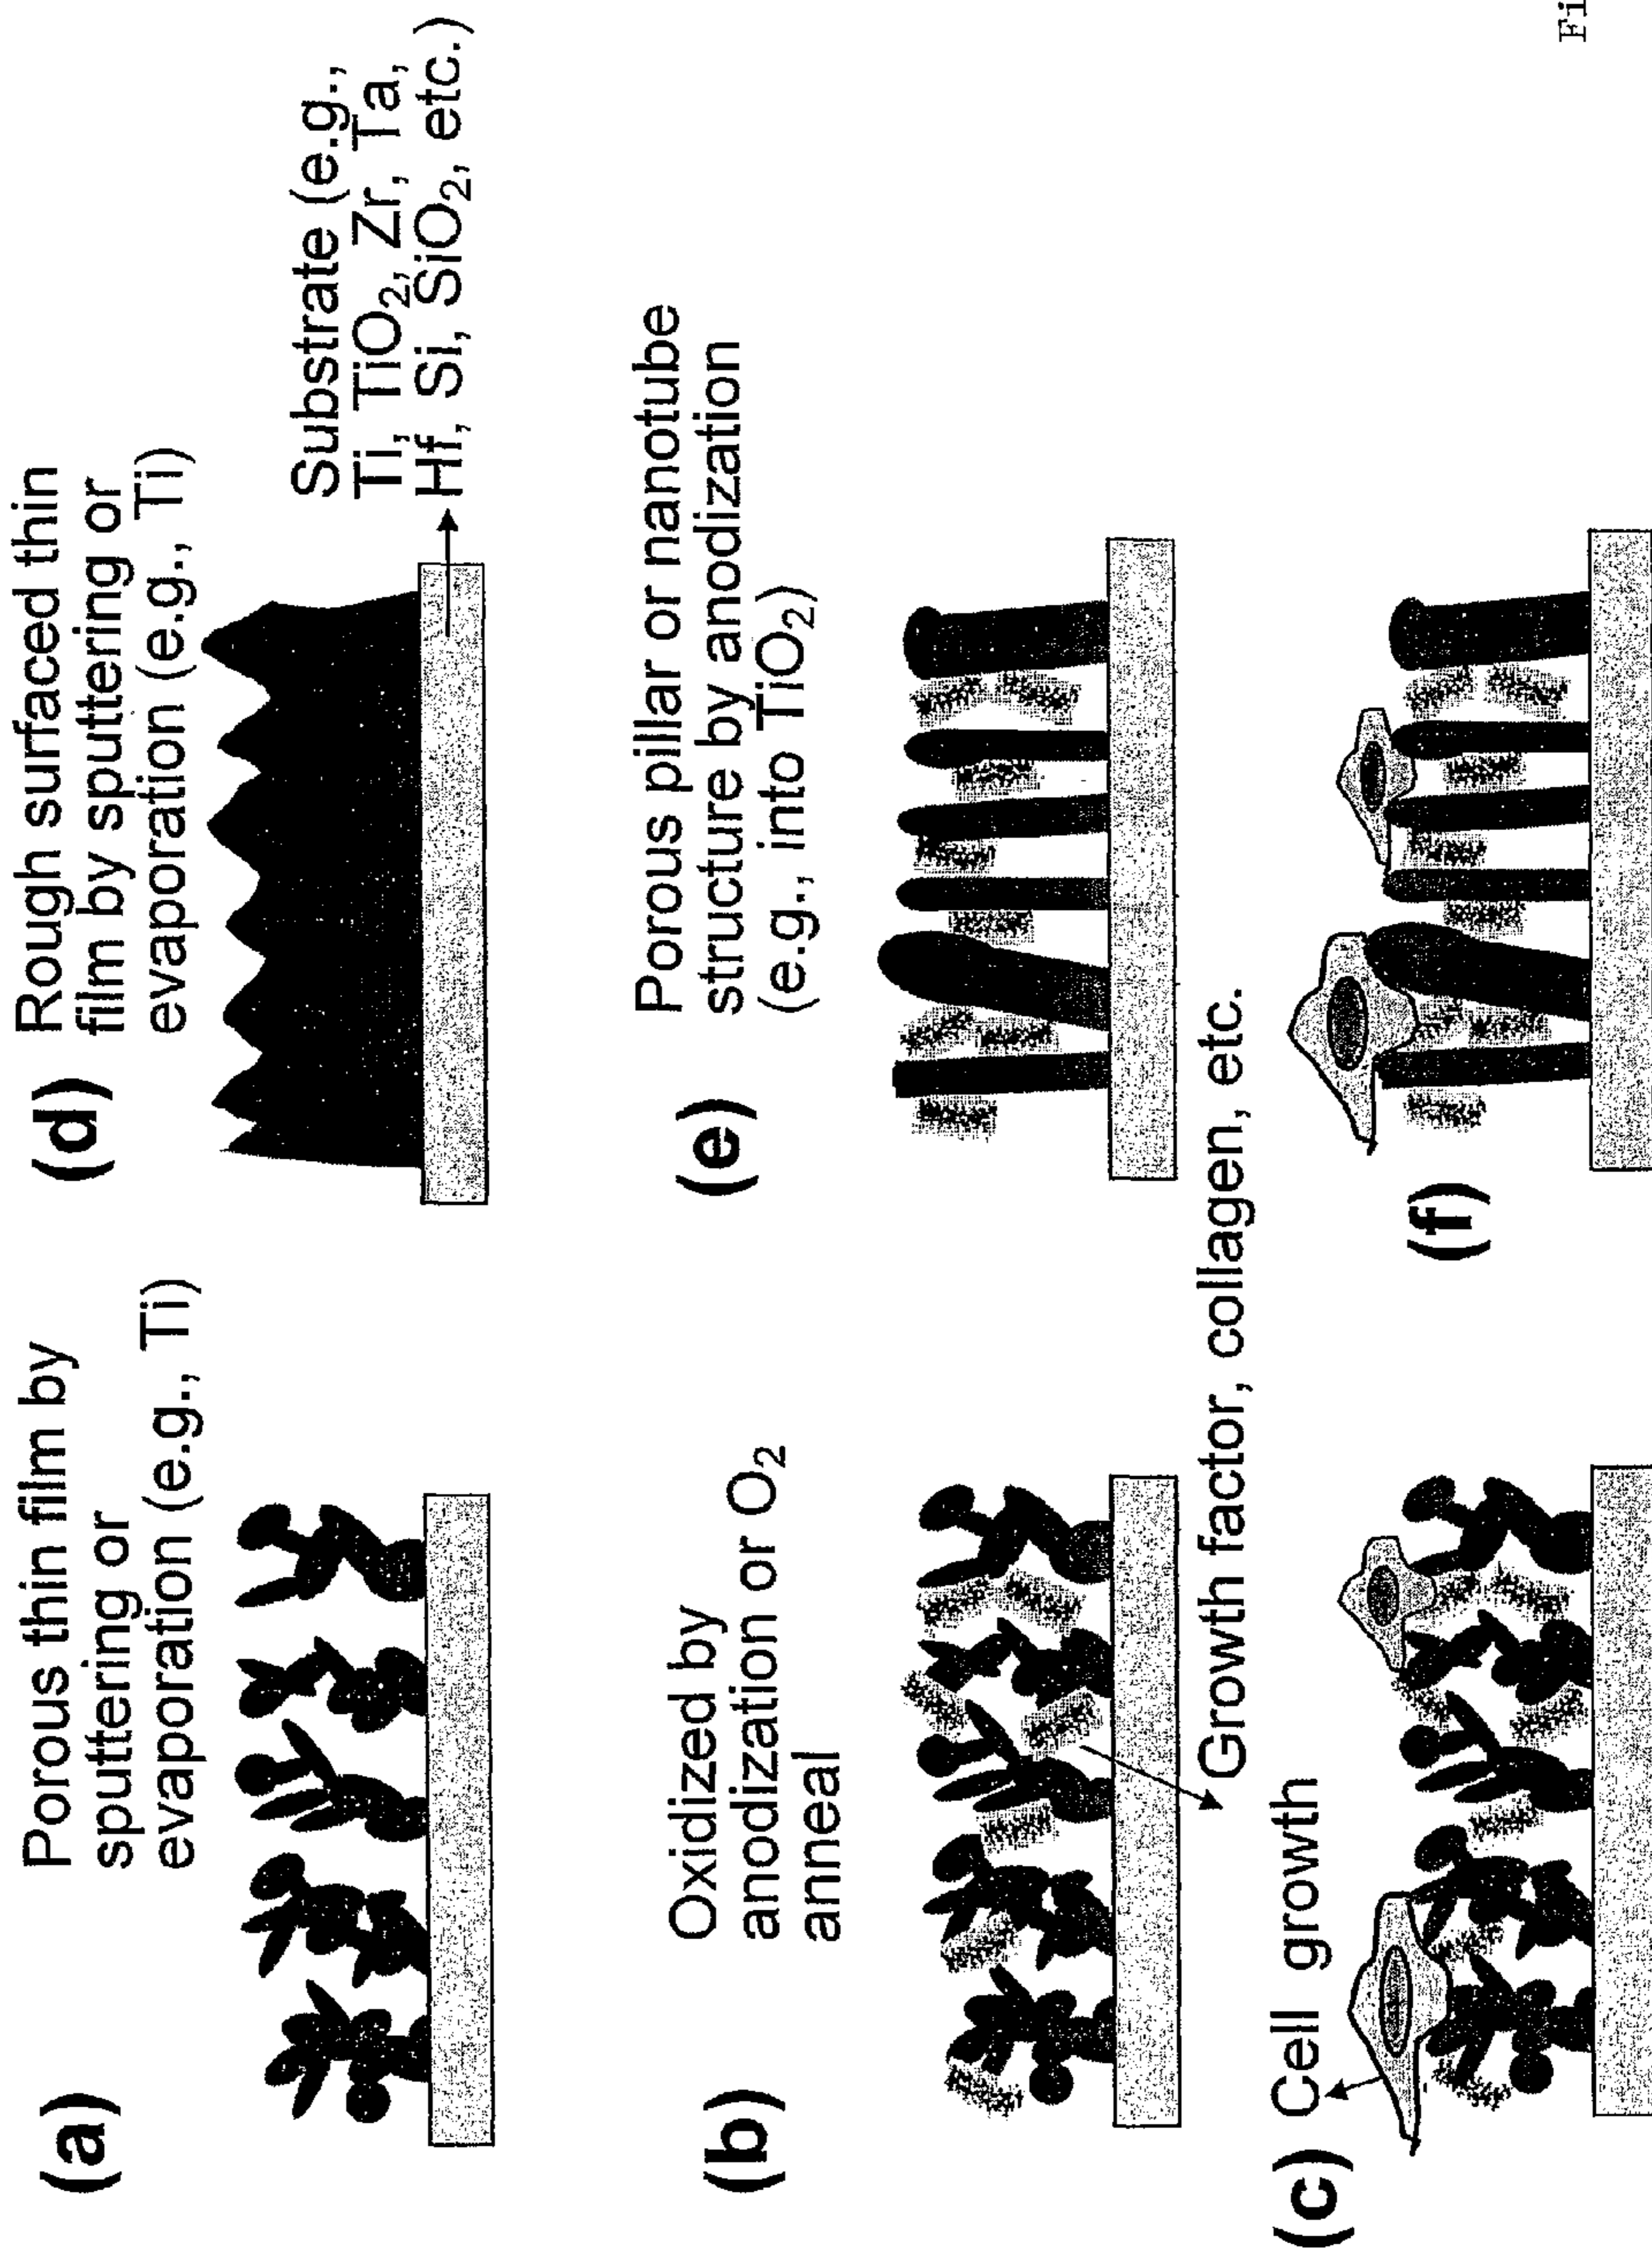 (a)
Porous thin film by
sputtering or
evaporation (e.g., Ti)
(b)
Oxidized by
anodization or O₂
anneal
Growth factor, collagen, etc.
(c) Cell growth
(d)
Rough surfaced thin
film by sputtering or
evaporation (e.g., Ti)
Substrate (e.g.,
Ti, TiO₂, Zr, Ta,
Hf, Si, SiO₂, etc.)
(e)
Porous pillar or nanotube
structure by anodization
(e.g., into TiO₂)
(f)
Fi